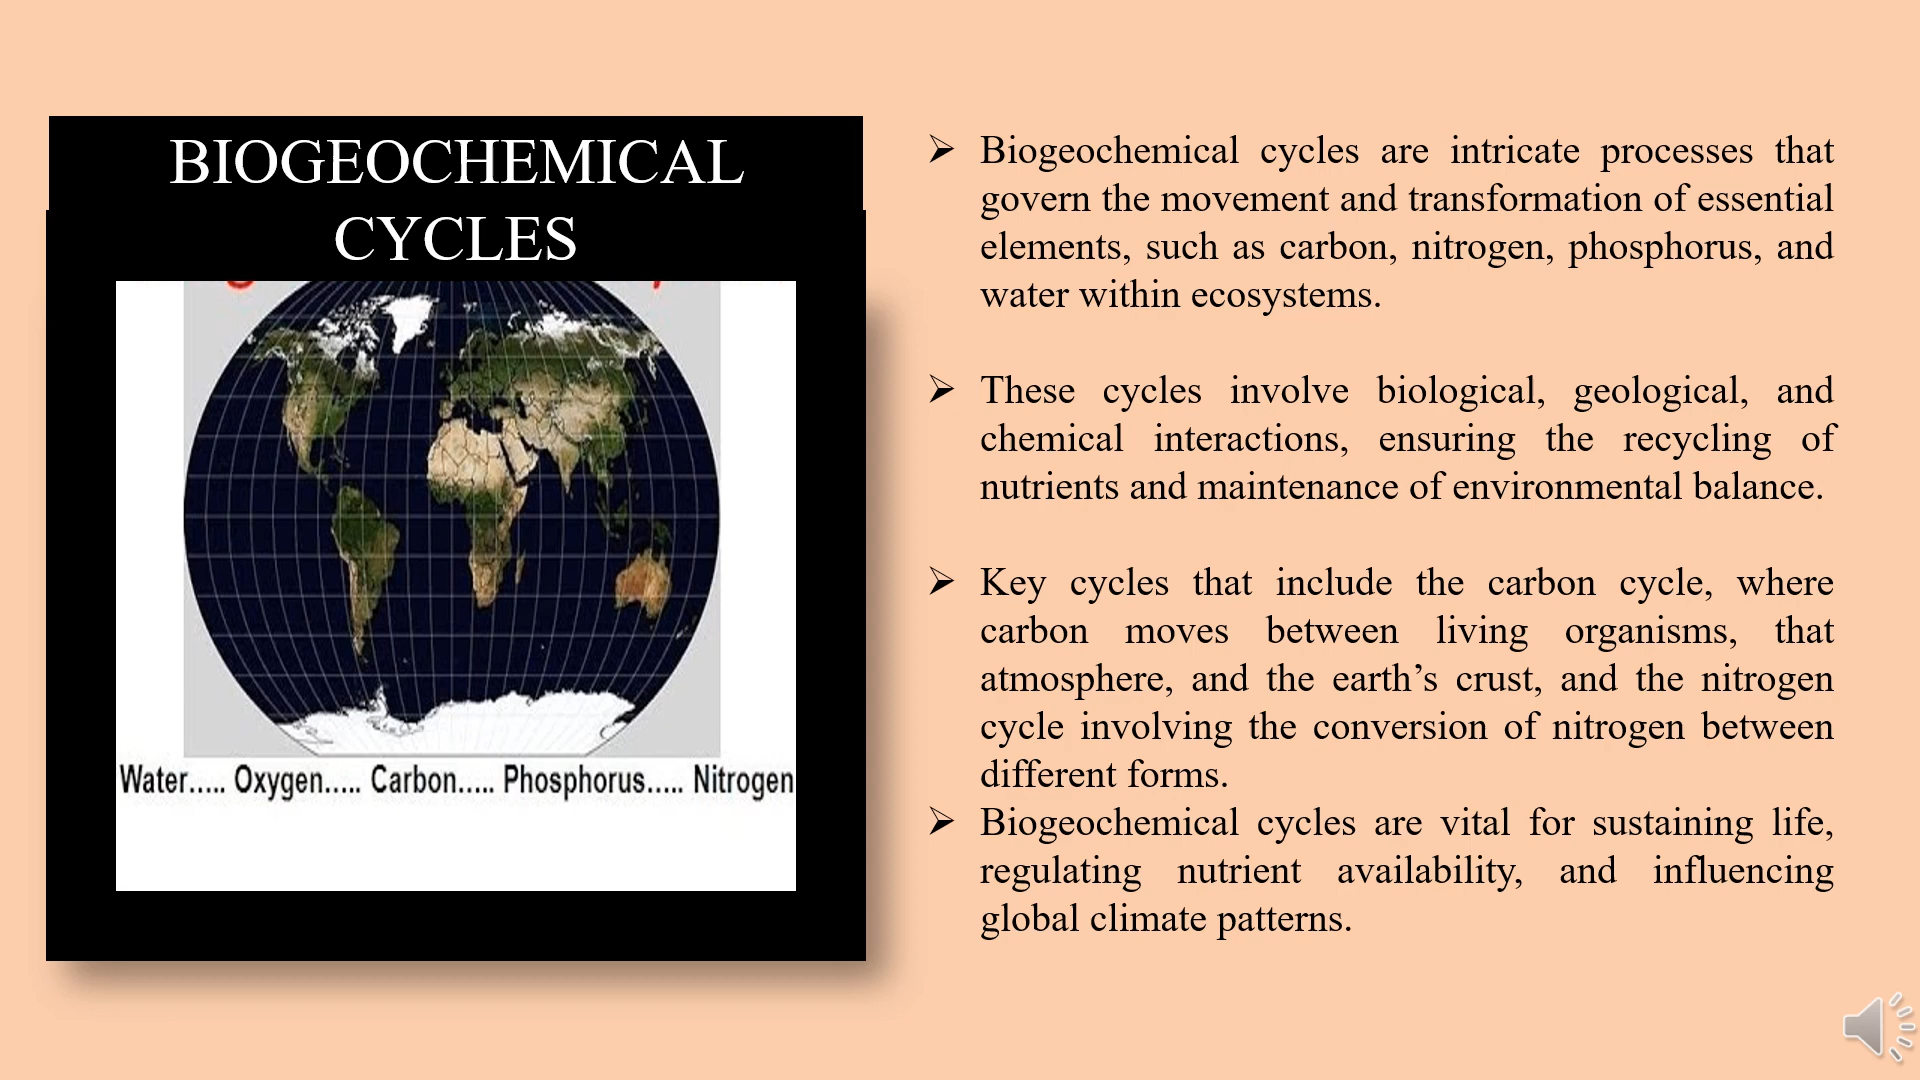 BIOGEOCHEMICAL
CYCLES
Water..... Oxygen..... Carbon..... Phosphorus..... Nitrogen
➢ Biogeochemical cycles are intricate processes that
govern the movement and transformation of essential
elements, such as carbon, nitrogen, phosphorus, and
water within ecosystems.
➢ These cycles involve biological, geological, and
chemical interactions, ensuring the recycling of
nutrients and maintenance of environmental balance.
➢ Key cycles that include the carbon cycle, where
carbon moves between living organisms, that
atmosphere, and the earth’s crust, and the nitrogen
cycle involving the conversion of nitrogen between
different forms.
➢ Biogeochemical cycles are vital for sustaining life,
regulating nutrient availability, and influencing
global climate patterns.